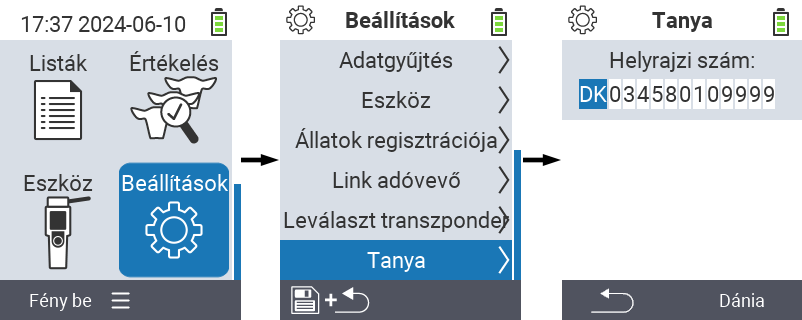 17:37 2024-06-10
Listák
Értékelés
Eszköz
Beállítások
Fény be
Beállítások
Adatgyűjtés
Eszköz
Állatok regisztrációja
Link adóvevő
Leválaszt transzponder
Tanya
+
Tanya
Helyrajzi szám:
DK034580109999
Dánia